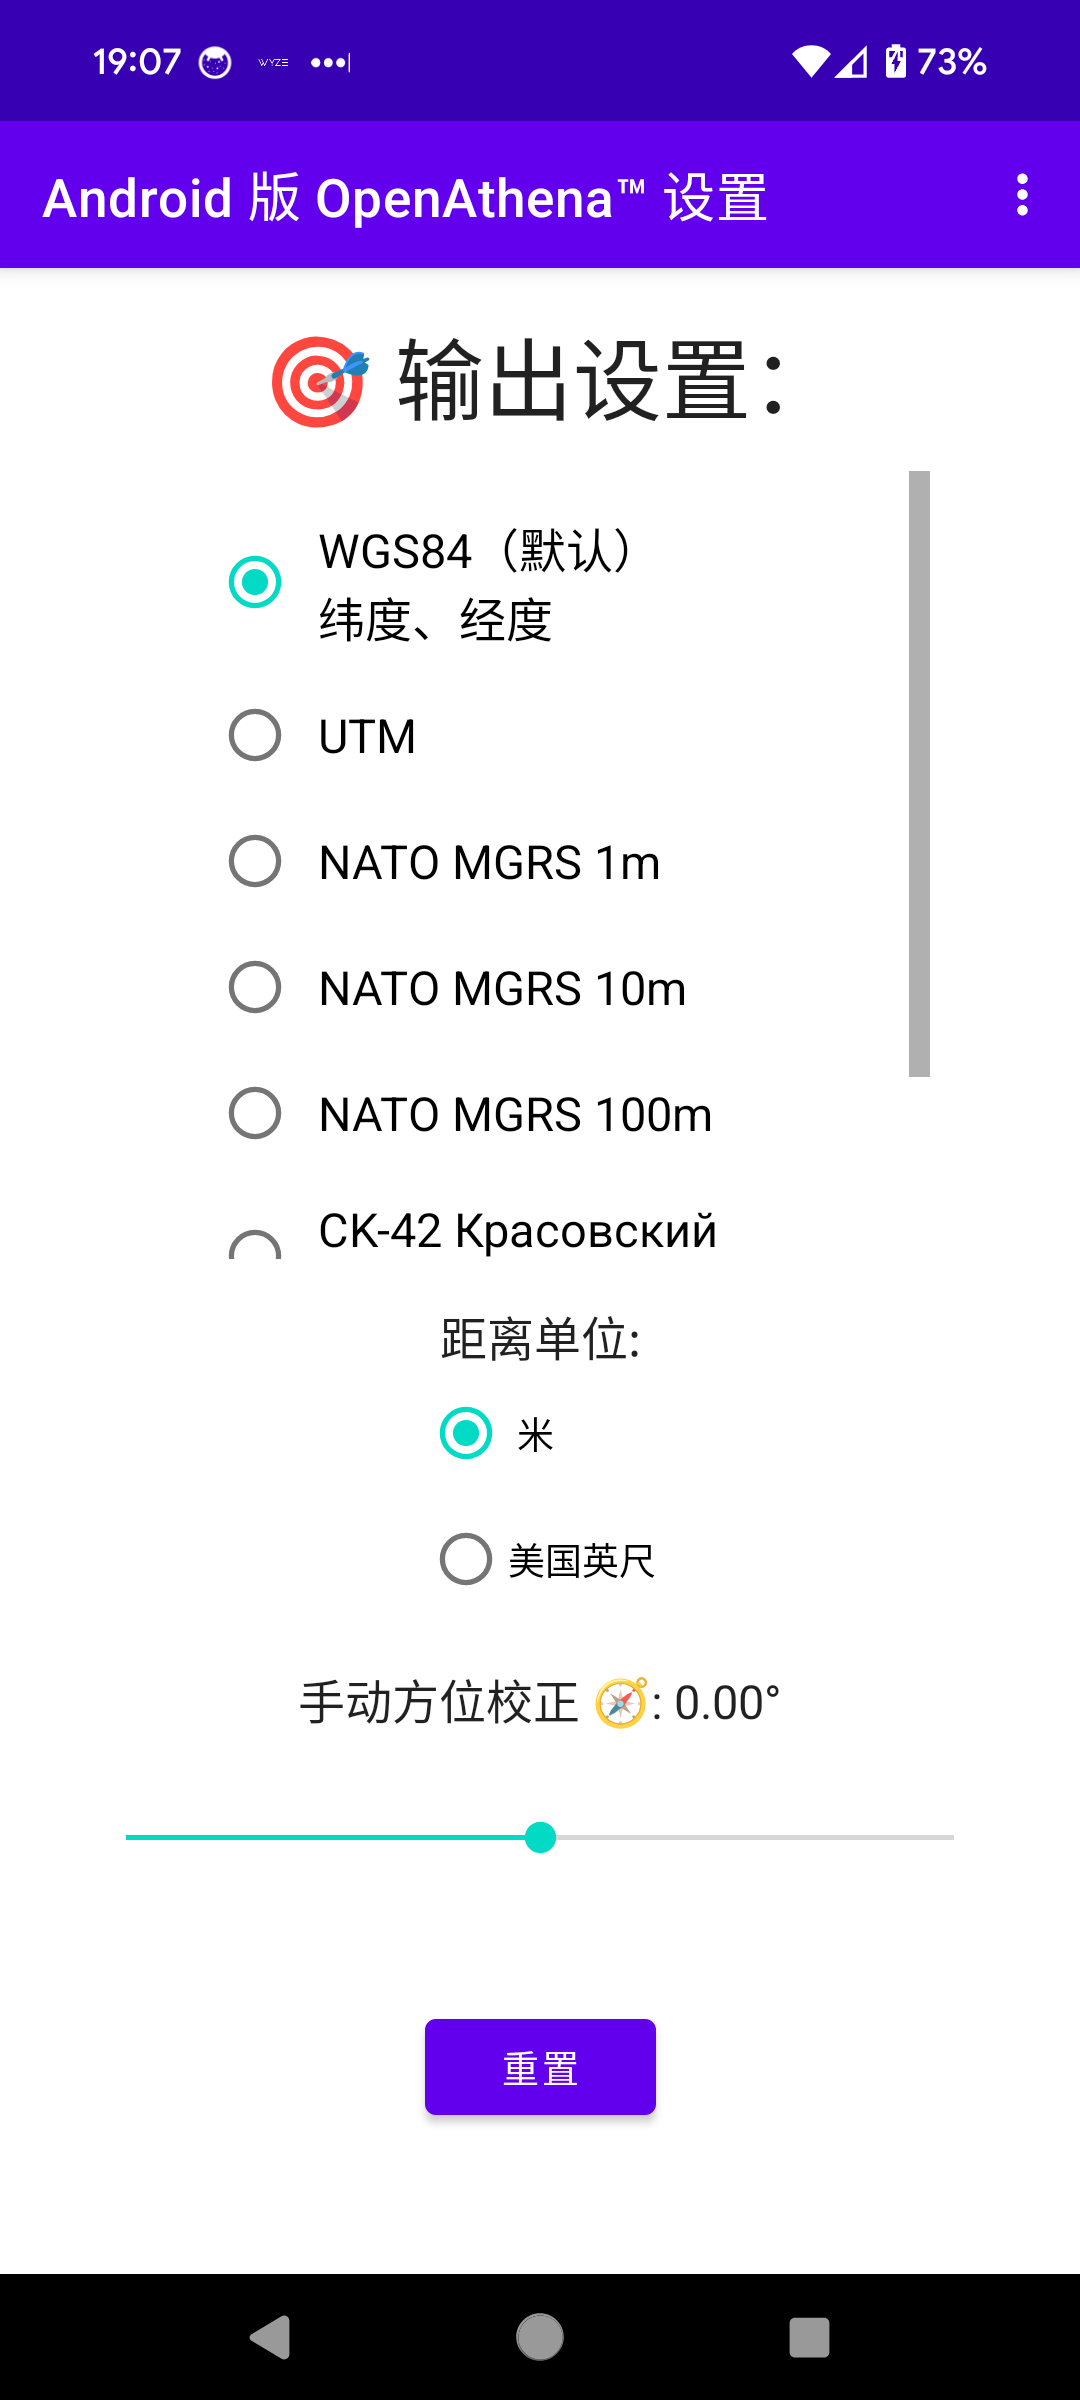 19:07 WYZE 73%
Android 版 OpenAthena™ 设置
🎯 输出设置：
WGS84（默认）
纬度、经度
UTM
NATO MGRS 1m
NATO MGRS 10m
NATO MGRS 100m
СК-42 Красовский
距离单位:
米
美国英尺
手动方位校正 🧭: 0.00°
重置